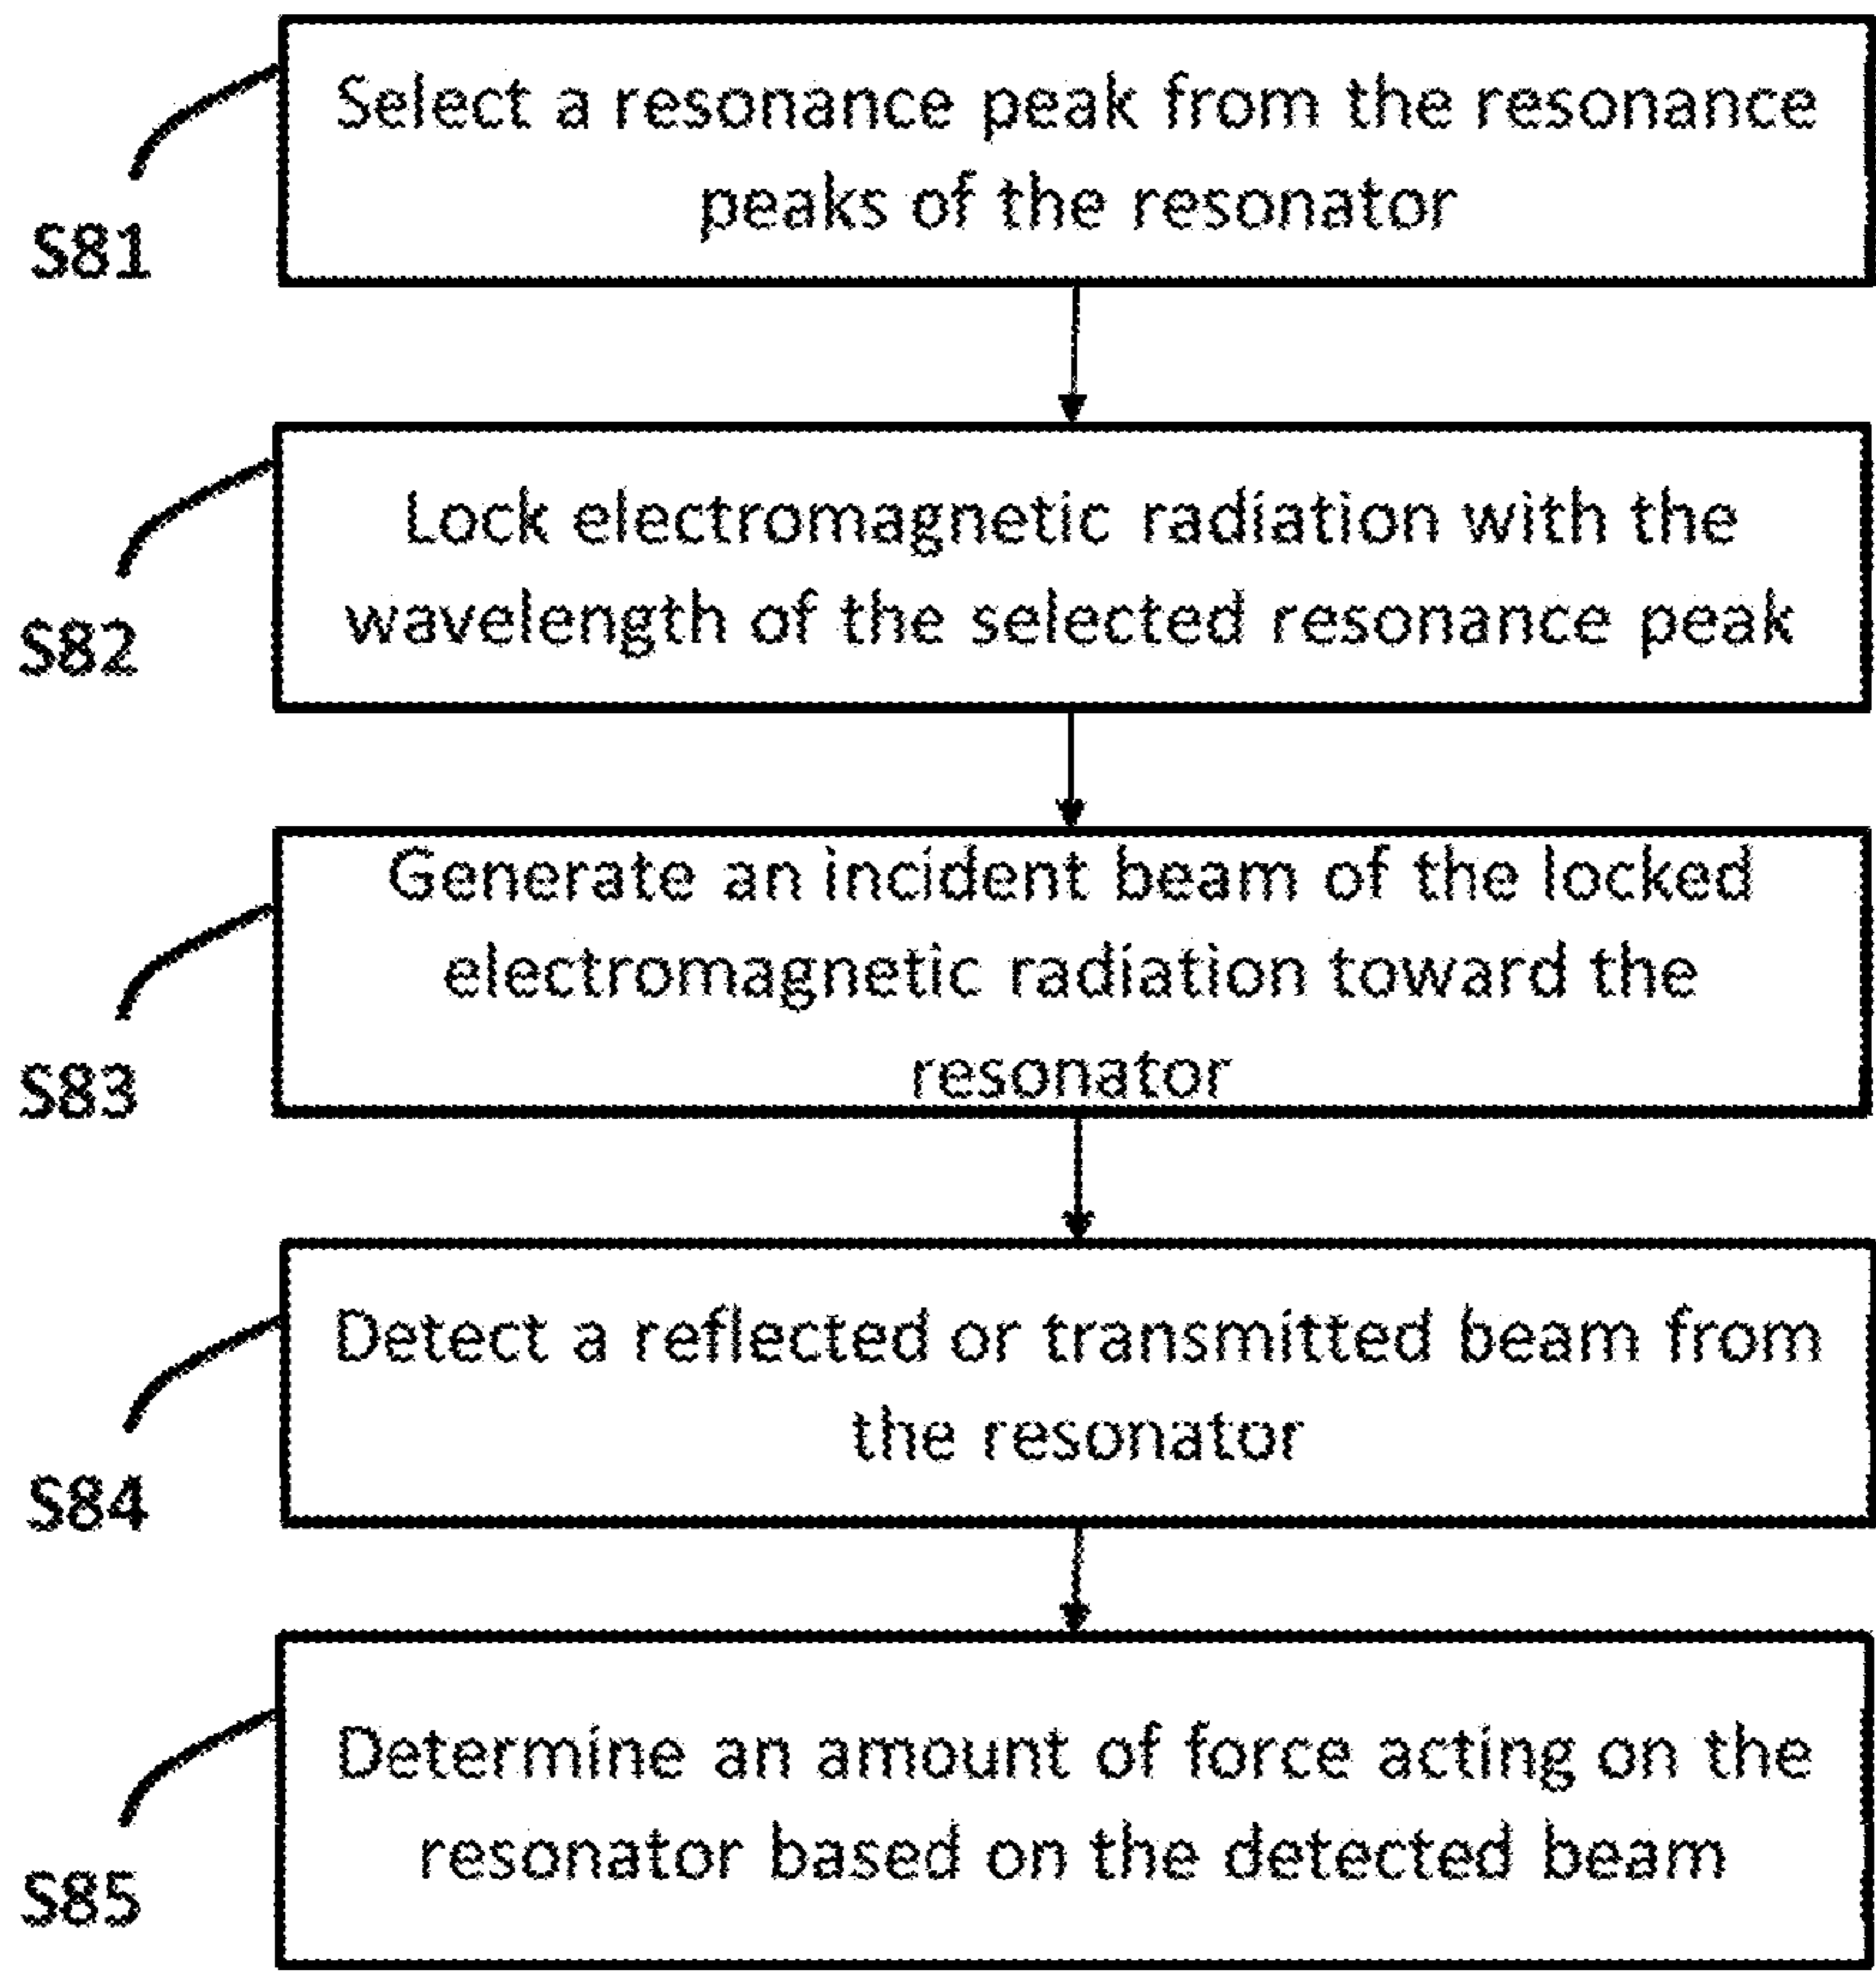 Select a resonance peak from the resonance
peaks of the resonator
S81
Lock electromagnetic radiation with the
wavelength of the selected resonance peak
S82
Generate an incident beam of the locked
electromagnetic radiation toward the
resonator
S83
Detect a reflected or transmitted beam from
the resonator
S84
Determine an amount of force acting on the
resonator based on the detected beam
S85